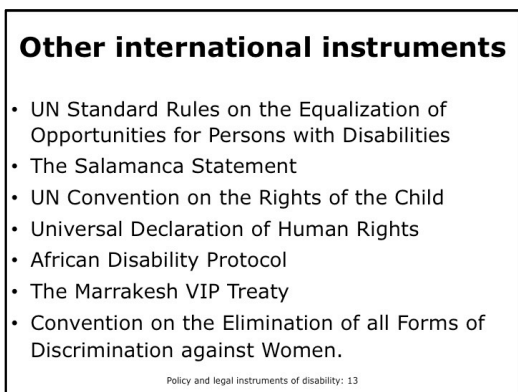 Other international instruments
• UN Standard Rules on the Equalization of
Opportunities for Persons with Disabilities
• The Salamanca Statement
• UN Convention on the Rights of the Child
• Universal Declaration of Human Rights
• African Disability Protocol
• The Marrakesh VIP Treaty
• Convention on the Elimination of all Forms of
Discrimination against Women.
Policy and legal instruments of disability: 13